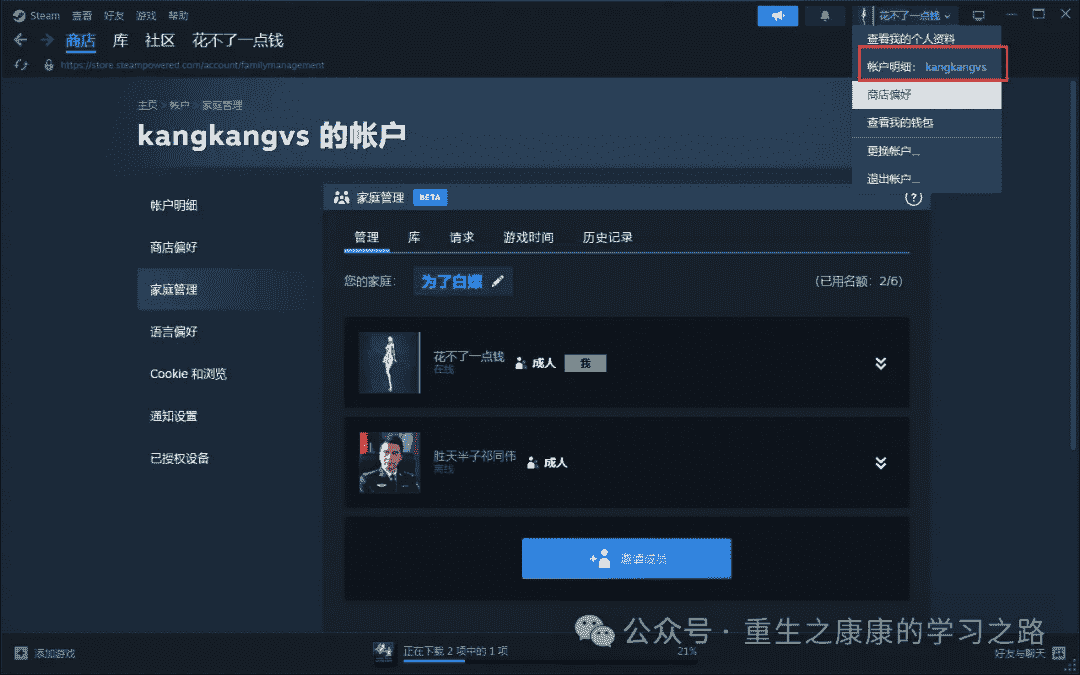 Steam 查看 好友 游戏 帮助
花不了一点钱
商店 库 社区 花不了一点钱
https://store.steampowered.com/account/familymanagement
查看我的个人资料
帐户明细: kangkangvs
商店偏好
查看我的钱包
更换帐户...
退出帐户...
主页 帐户 家庭管理
kangkangvs 的帐户
帐户明细
商店偏好
家庭管理
语言偏好
Cookie 和浏览
通知设置
已授权设备
家庭管理 BETA
管理 库 请求 游戏时间 历史记录
您的家庭: 为了白嫖 (已用名额: 2/6)
花不了一点钱 成人 我
在线
胜天半子祁同伟 成人
离线
邀请成员
公众号 · 重生之康康的学习之路
添加游戏
正在下载 2 项中的 1 项 21%
好友与聊天